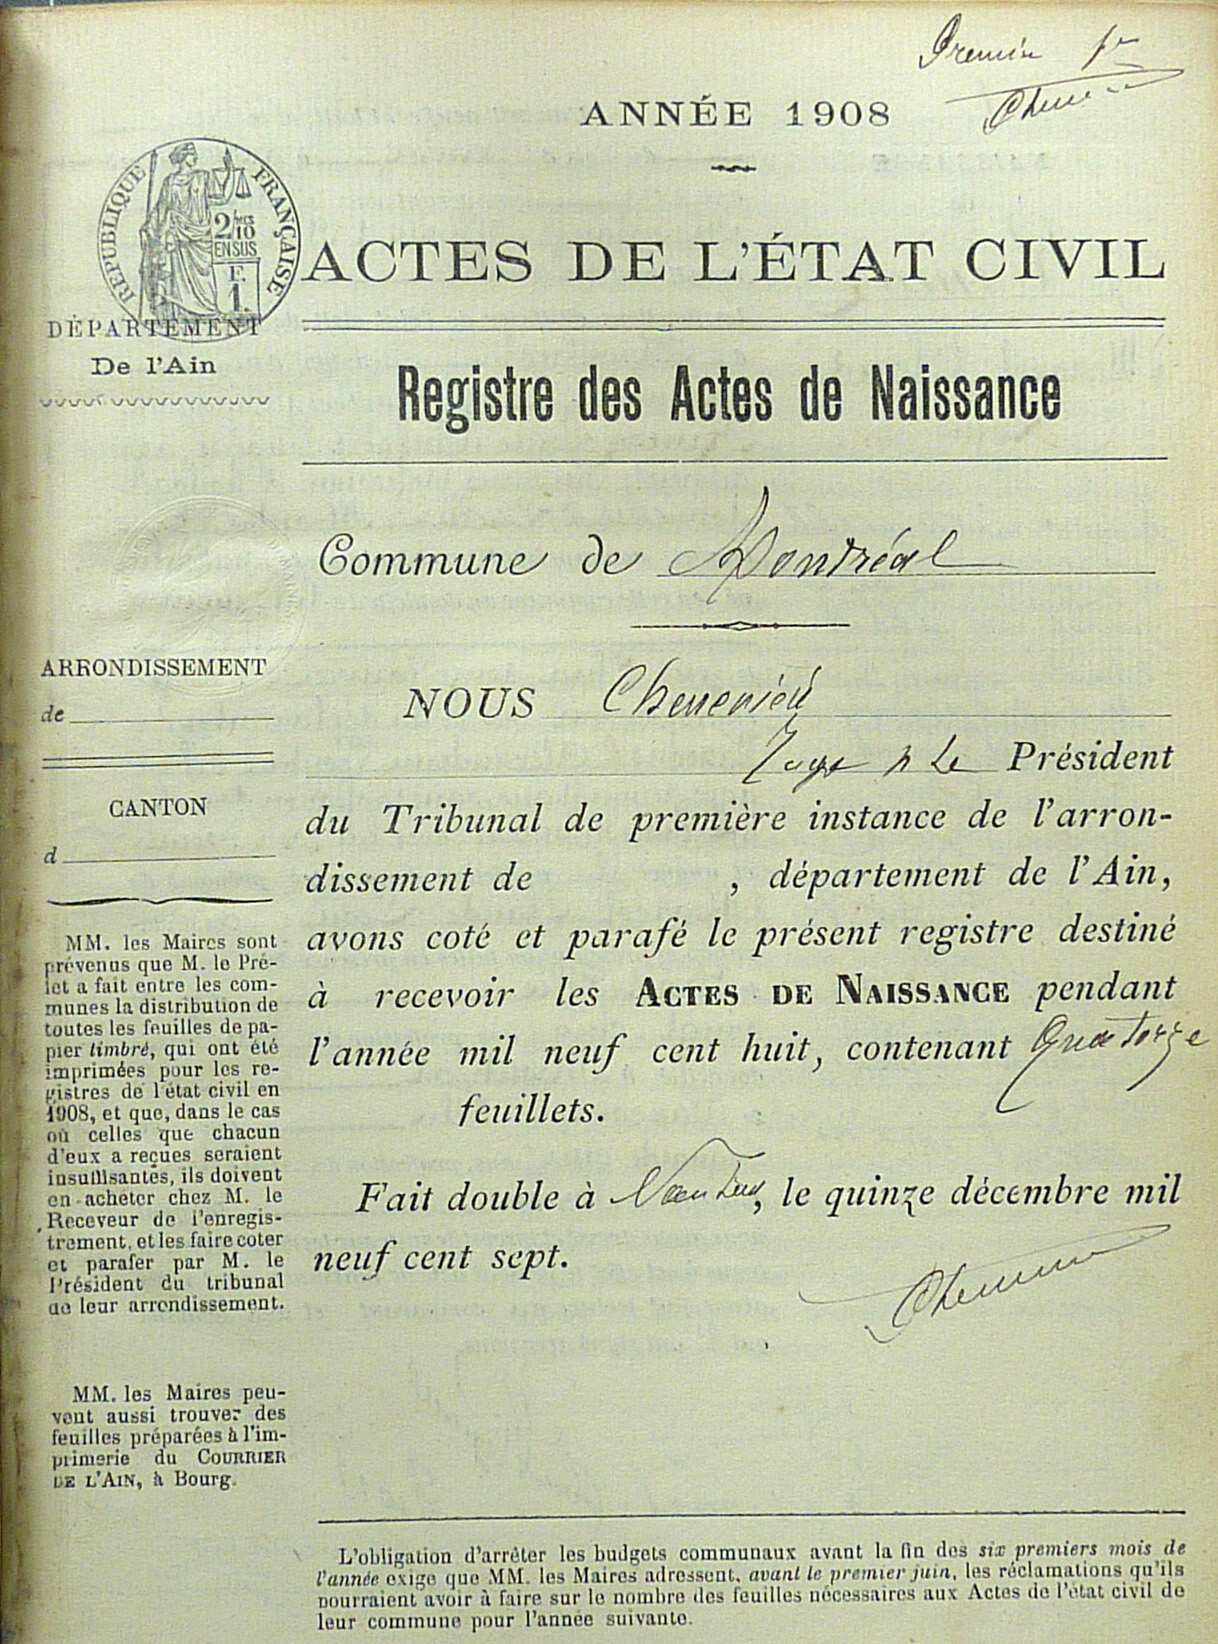 Premier fr
ANNÉE 1908
RÉPUBLIQUE FRANÇAISE
2/10
EN SUS
F.
1.
ACTES DE L'ÉTAT CIVIL
DÉPARTEMENT
De l'Ain
Registre des Actes de Naissance
Commune de Montréal
ARRONDISSEMENT
de
CANTON
d
MM. les Maires sont
prévenus que M. le Pré-
fet a fait entre les com-
munes la distribution de
toutes les feuilles de pa-
pier timbré, qui ont été
imprimées pour les re-
gistres de l'état civil en
1908, et que, dans le cas
où celles que chacun
d'eux a reçues seraient
insuffisantes, ils doivent
en acheter chez M. le
Receveur de l'enregis-
trement, et les faire coter
et parafer par M. le
Président du tribunal
de leur arrondissement.
MM. les Maires peu-
vent aussi trouver des
feuilles préparées à l'im-
primerie du COURRIER
DE L'AIN, à Bourg.
NOUS
Juge p le Président
du Tribunal de première instance de l'arron-
dissement de , département de l'Ain,
avons coté et parafé le présent registre destiné
à recevoir les ACTES DE NAISSANCE pendant
l'année mil neuf cent huit, contenant Quatorze
feuillets.
Fait double à Nantua, le quinze décembre mil
neuf cent sept.
L'obligation d'arrêter les budgets communaux avant la fin des six premiers mois de
l'année exige que MM. les Maires adressent, avant le premier juin, les réclamations qu'ils
pourraient avoir à faire sur le nombre des feuilles nécessaires aux Actes de l'état civil de
leur commune pour l'année suivante.